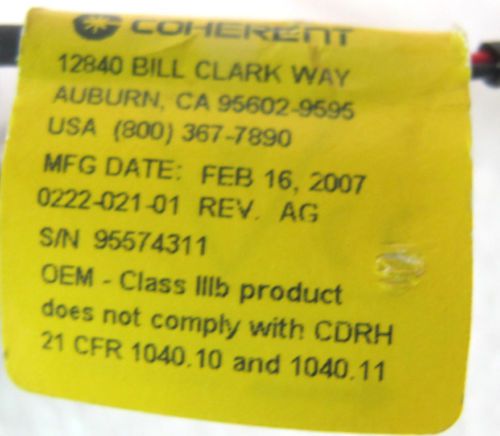 COHERENT
12840 BILL CLARK WAY
AUBURN, CA 95602-9595
USA (800) 367-7890
MFG DATE: FEB 16, 2007
0222-021-01 REV. AG
S/N 95574311
OEM - Class IIIb product
does not comply with CDRH
21 CFR 1040.10 and 1040.11